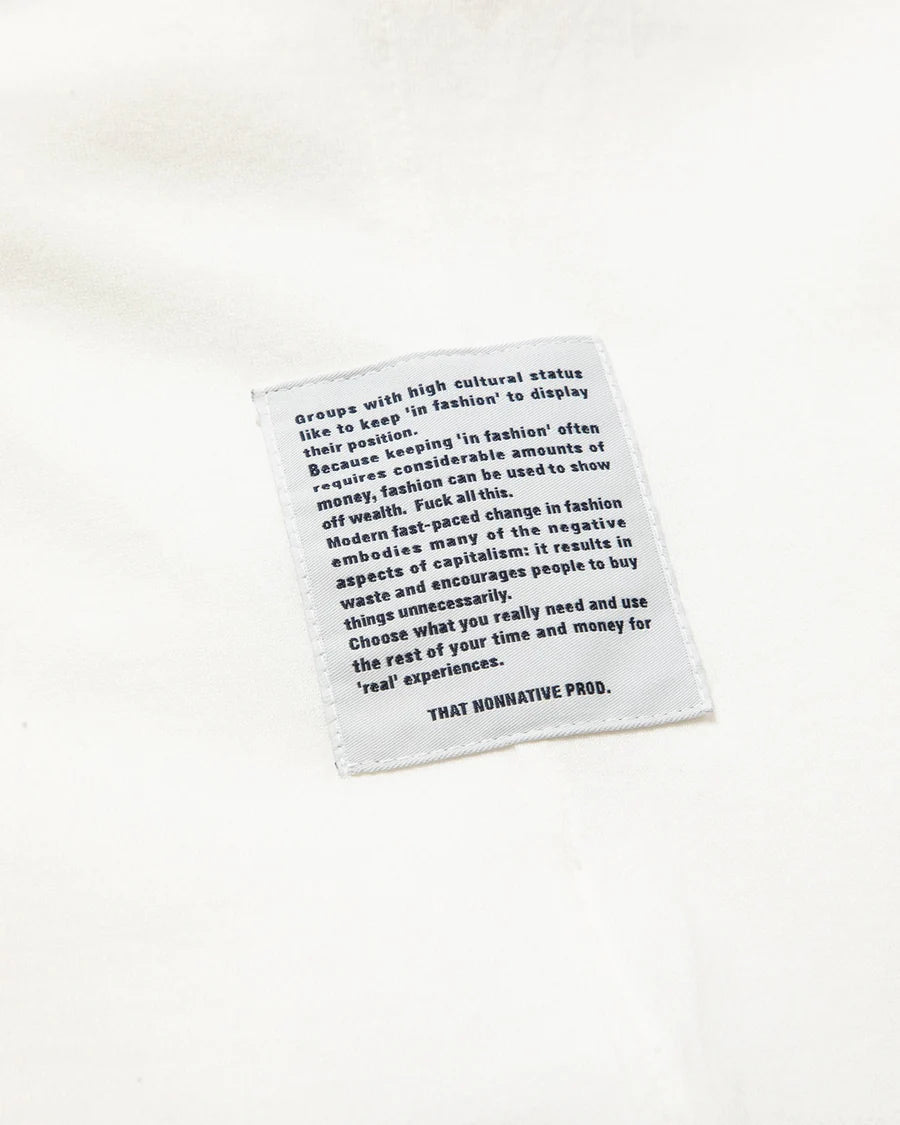 Groups with high cultural status
like to keep 'in fashion' to display
their position.
Because keeping 'in fashion' often
requires considerable amounts of
money, fashion can be used to show
off wealth. Fuck all this.
Modern fast-paced change in fashion
embodies many of the negative
aspects of capitalism: it results in
waste and encourages people to buy
things unnecessarily.
Choose what you really need and use
the rest of your time and money for
'real' experiences.
THAT NONNATIVE PROD.